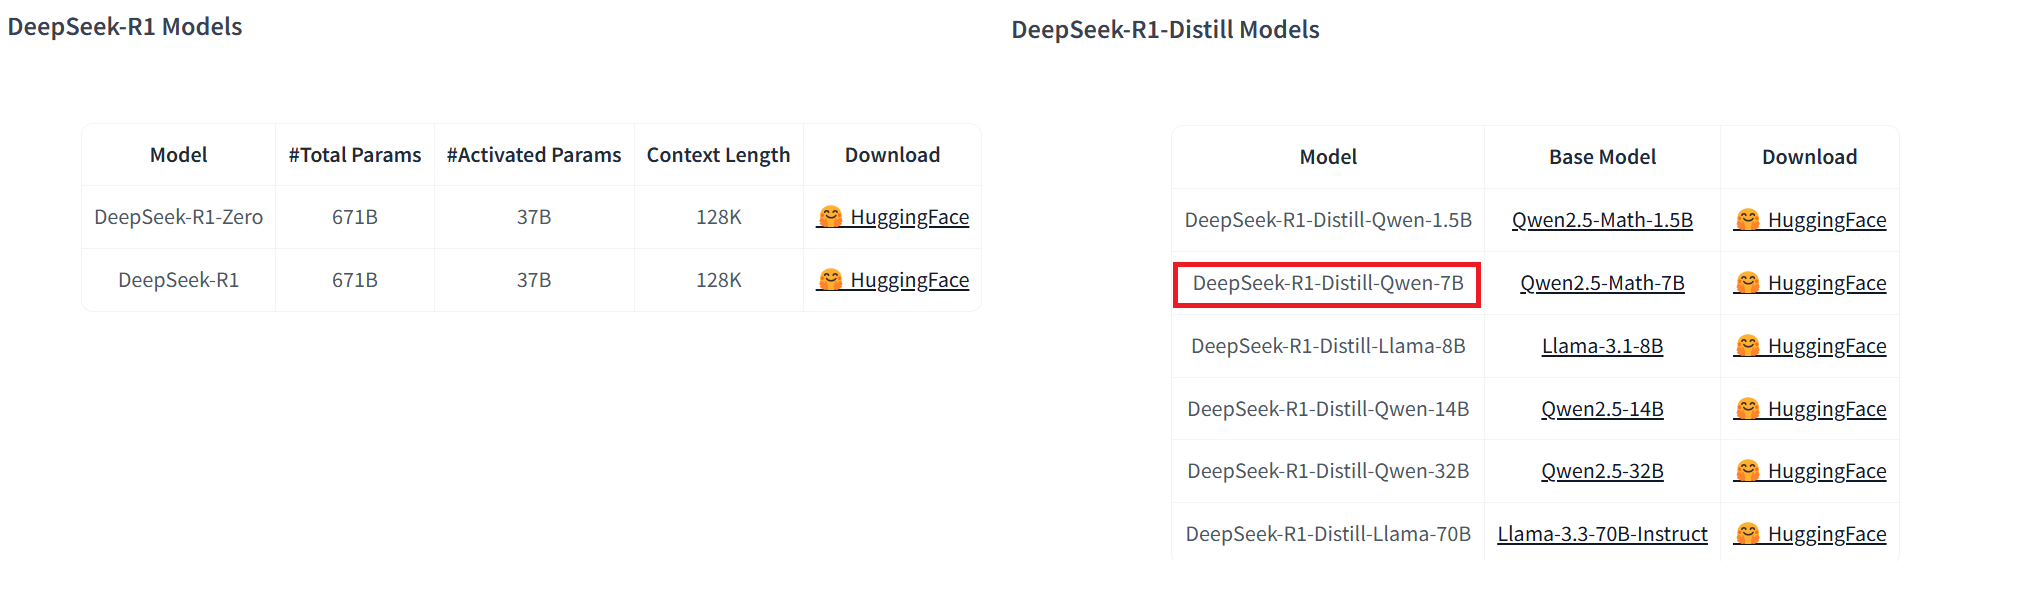 DeepSeek-R1 Models
Model #Total Params #Activated Params Context Length Download
DeepSeek-R1-Zero 671B 37B 128K 🤗 HuggingFace
DeepSeek-R1 671B 37B 128K 🤗 HuggingFace
DeepSeek-R1-Distill Models
Model Base Model Download
DeepSeek-R1-Distill-Qwen-1.5B Qwen2.5-Math-1.5B 🤗 HuggingFace
DeepSeek-R1-Distill-Qwen-7B Qwen2.5-Math-7B 🤗 HuggingFace
DeepSeek-R1-Distill-Llama-8B Llama-3.1-8B 🤗 HuggingFace
DeepSeek-R1-Distill-Qwen-14B Qwen2.5-14B 🤗 HuggingFace
DeepSeek-R1-Distill-Qwen-32B Qwen2.5-32B 🤗 HuggingFace
DeepSeek-R1-Distill-Llama-70B Llama-3.3-70B-Instruct 🤗 HuggingFace